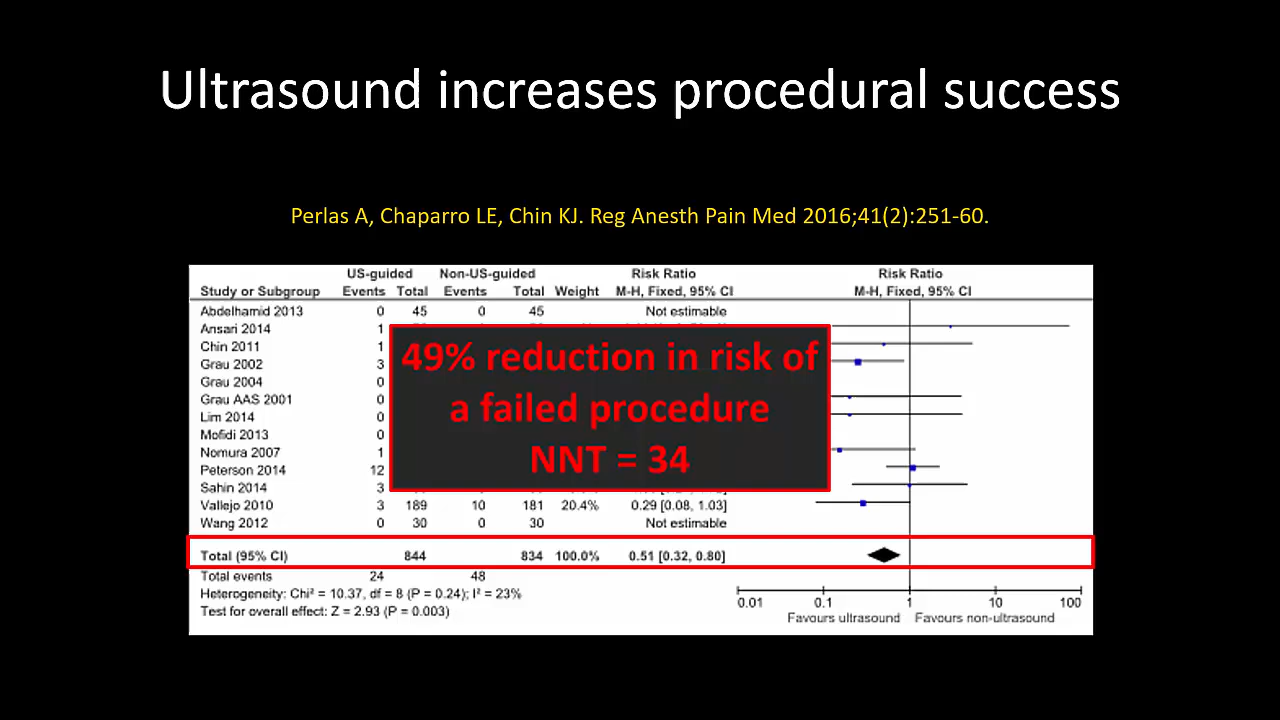 Ultrasound increases procedural success
Perlas A, Chaparro LE, Chin KJ. Reg Anesth Pain Med 2016;41(2):251-60.
US-guided Non-US-guided Risk Ratio Risk Ratio
Study or Subgroup Events Total Events Total Weight M-H, Fixed, 95% CI M-H, Fixed, 95% CI
Abdelhamid 2013 0 45 0 45 Not estimable
Ansari 2014 1
Chin 2011 1
Grau 2002 3
Grau 2004 0
Grau AAS 2001 0
Lim 2014 0
Mofidi 2013 0
Nomura 2007 1
Peterson 2014 12
Sahin 2014 3
49% reduction in risk of
a failed procedure
NNT = 34
Vallejo 2010 3 189 10 181 20.4% 0.29 [0.08, 1.03]
Wang 2012 0 30 0 30 Not estimable
Total (95% CI) 844 834 100.0% 0.51 [0.32, 0.80]
Total events 24 48
Heterogeneity: Chi² = 10.37, df = 8 (P = 0.24); I² = 23%
Test for overall effect: Z = 2.93 (P = 0.003)
0.01 0.1 1 10 100
Favours ultrasound Favours non-ultrasound